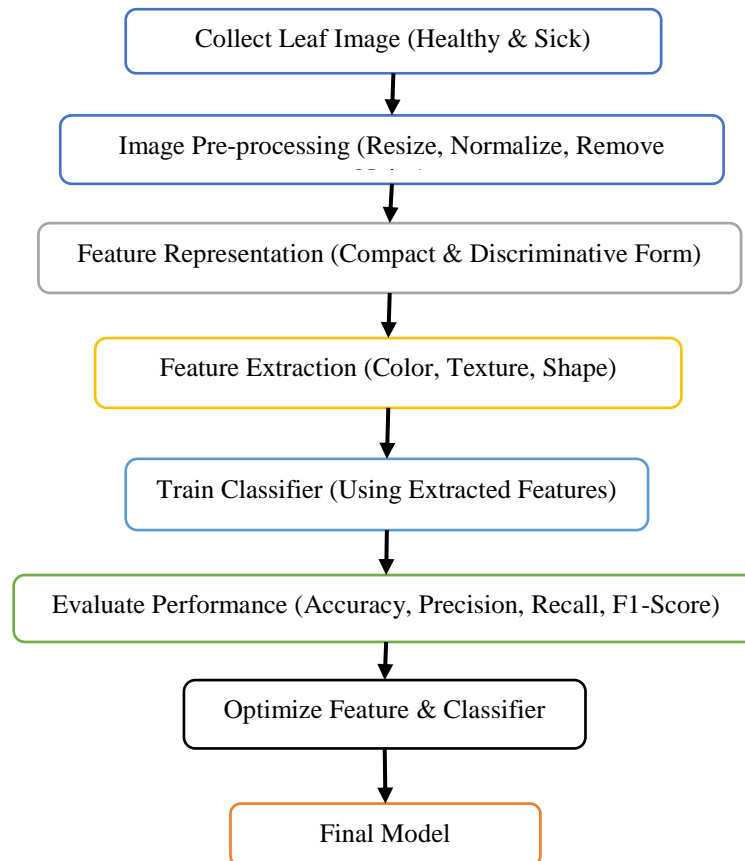 Collect Leaf Image (Healthy & Sick)
Image Pre-processing (Resize, Normalize, Remove
Feature Representation (Compact & Discriminative Form)
Feature Extraction (Color, Texture, Shape)
Train Classifier (Using Extracted Features)
Evaluate Performance (Accuracy, Precision, Recall, F1-Score)
Optimize Feature & Classifier
Final Model